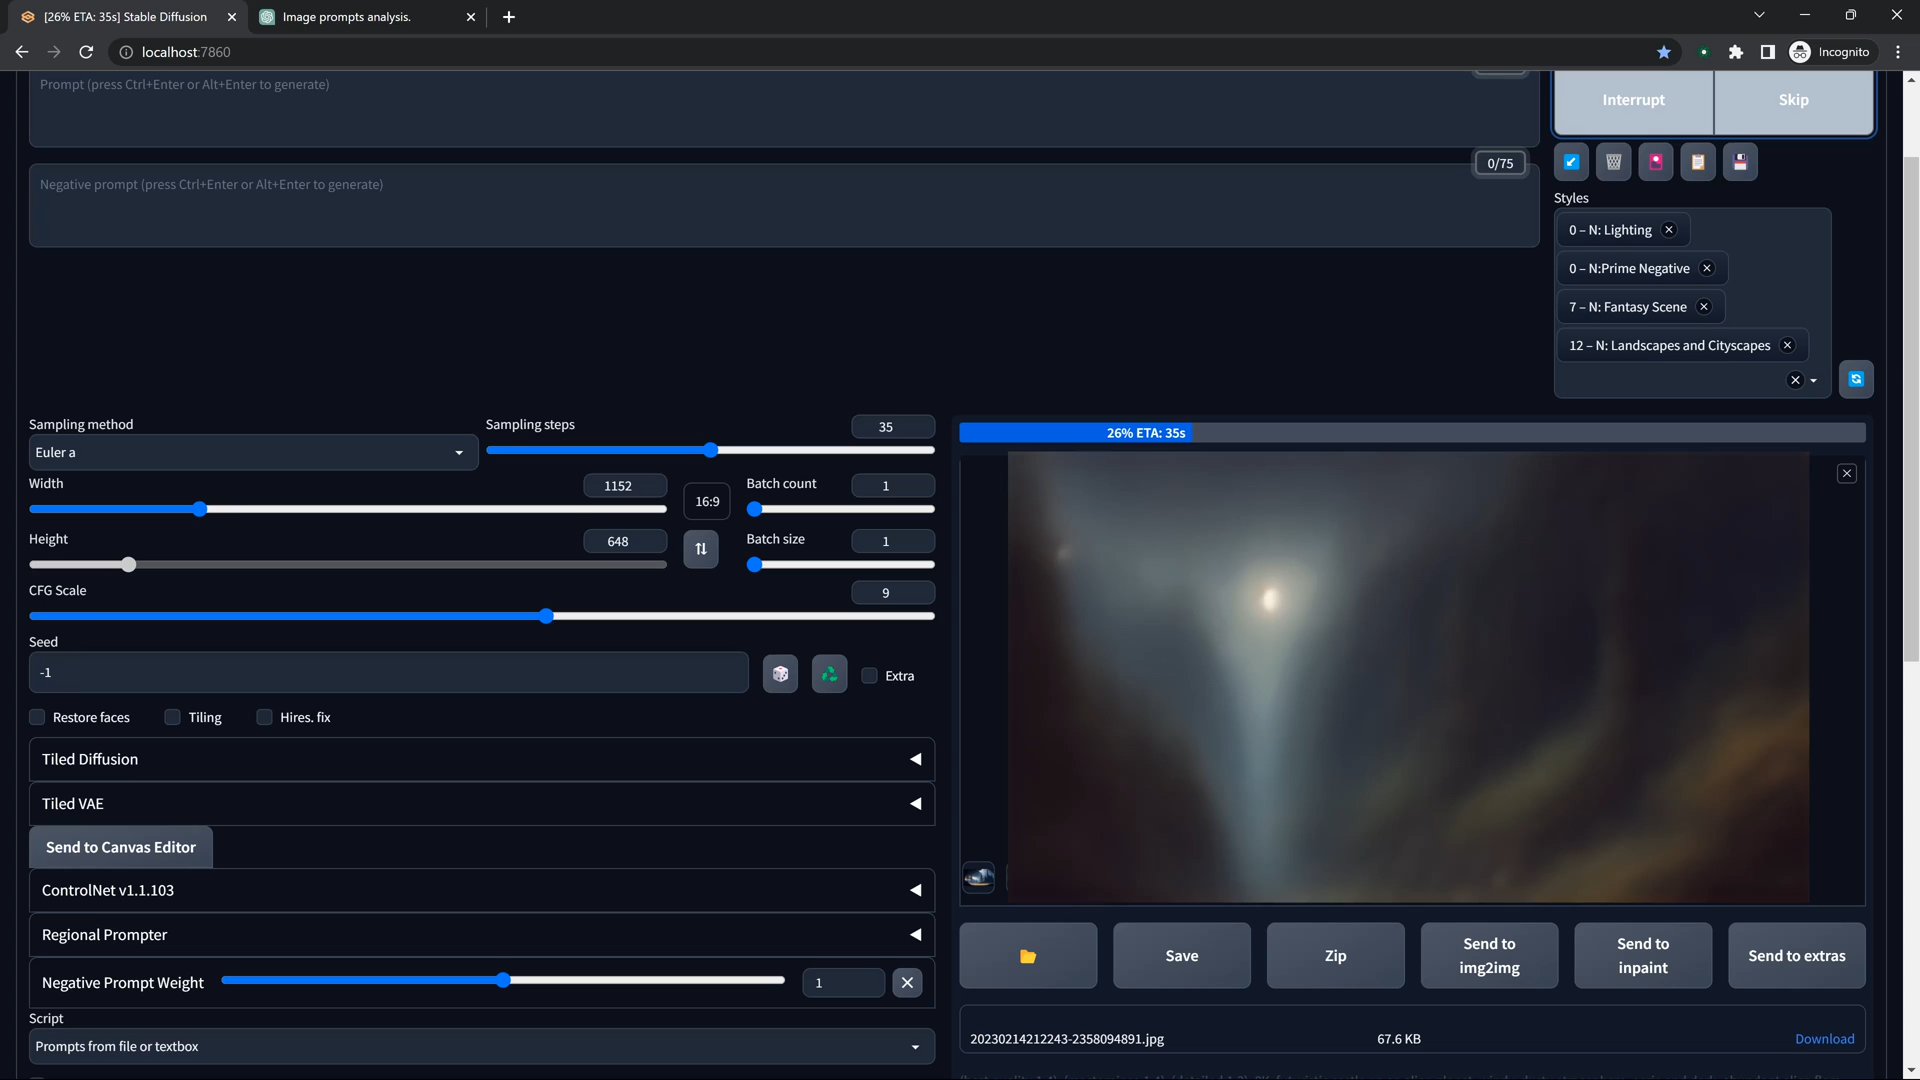 [26% ETA: 35s] Stable Diffusion
Image prompts analysis.
localhost:7860
Incognito
Prompt (press Ctrl+Enter or Alt+Enter to generate)
Interrupt
Skip
0/75
Negative prompt (press Ctrl+Enter or Alt+Enter to generate)
Styles
0 – N: Lighting
0 – N:Prime Negative
7 – N: Fantasy Scene
12 – N: Landscapes and Cityscapes
Sampling method
Euler a
Sampling steps
35
26% ETA: 35s
Width
1152
16:9
Batch count
1
Height
648
Batch size
1
CFG Scale
9
Seed
-1
Extra
Restore faces
Tiling
Hires. fix
Tiled Diffusion
Tiled VAE
Send to Canvas Editor
ControlNet v1.1.103
Regional Prompter
Negative Prompt Weight
1
Script
Prompts from file or textbox
Save
Zip
Send to
img2img
Send to
inpaint
Send to extras
20230214212243-2358094891.jpg
67.6 KB
Download